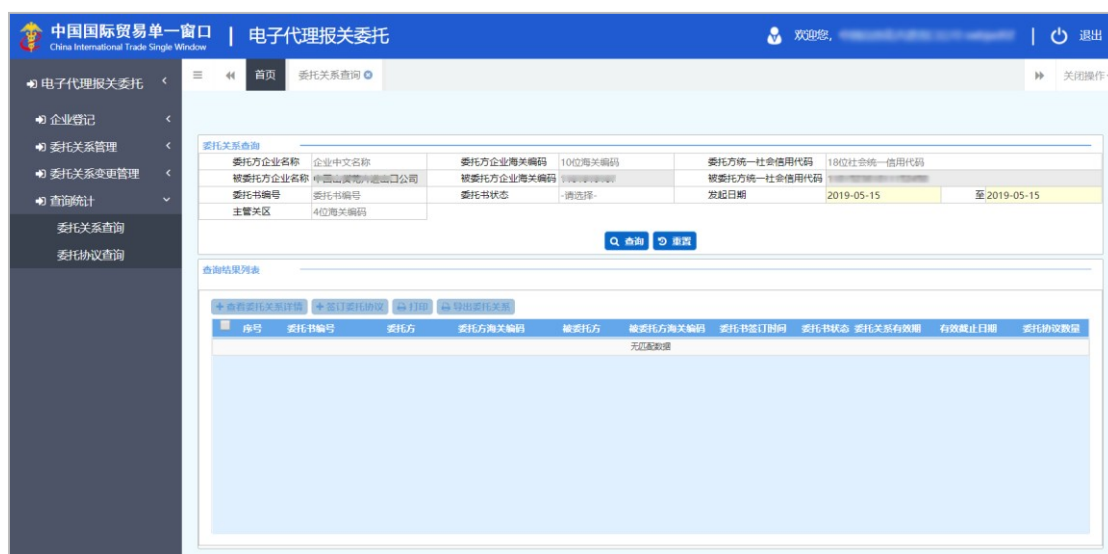 中国国际贸易单一窗口 | 电子代理报关委托
China International Trade Single Window
欢迎您,
退出
电子代理报关委托
首页 委托关系查询
关闭操作
企业登记
委托关系管理
委托关系变更管理
查询统计
委托关系查询
委托协议查询
委托关系查询
委托方企业名称 企业中文名称 委托方企业海关编码 10位海关编码 委托方统一社会信用代码 18位社会统一信用代码
被委托方企业名称 被委托方企业海关编码 被委托方统一社会信用代码
委托书编号 委托书编号 委托书状态 -请选择- 发起日期 2019-05-15 至 2019-05-15
主管关区 4位海关编码
查询 重置
查询结果列表
查看委托关系详情 签订委托协议 打印 导出委托关系
序号 委托书编号 委托方 委托方海关编码 被委托方 被委托方海关编码 委托书签订时间 委托书状态 委托关系有效期 有效截止日期 委托协议数量
无匹配数据